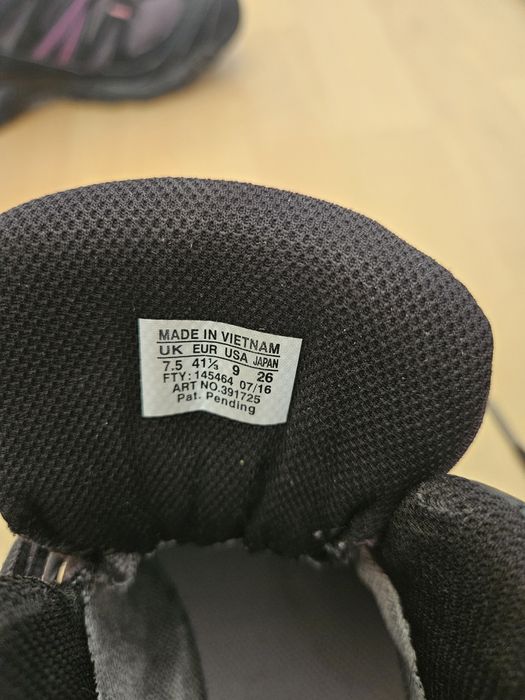 MADE IN VIETNAM
UK EUR USA JAPAN
7.5 41⅓ 9 26
FTY: 145464 07/16
ART NO.391725
Pat. Pending